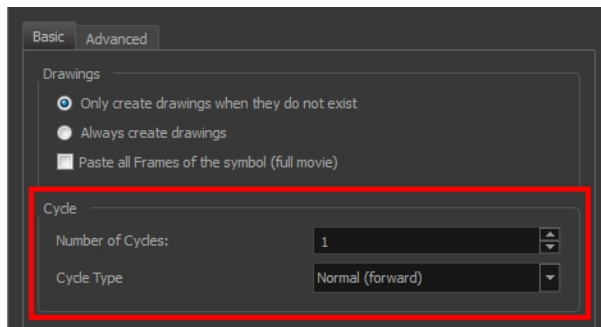 Basic Advanced
Drawings
Only create drawings when they do not exist
Always create drawings
Paste all Frames of the symbol (full movie)
Cycle
Number of Cycles: 1
Cycle Type Normal (forward)